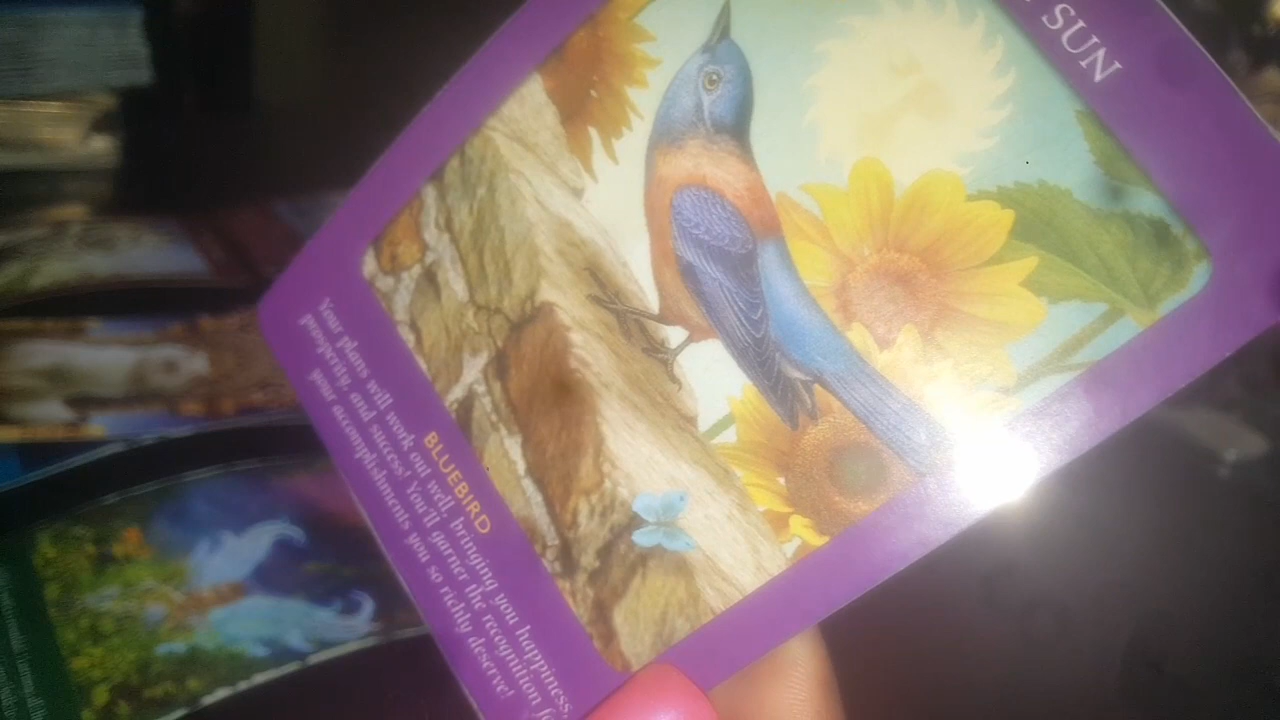 SUN
BLUEBIRD
Your plans will work out well, bringing you happiness,
prosperity, and success! You'll garner the recognition
your accomplishments you so richly deserve!